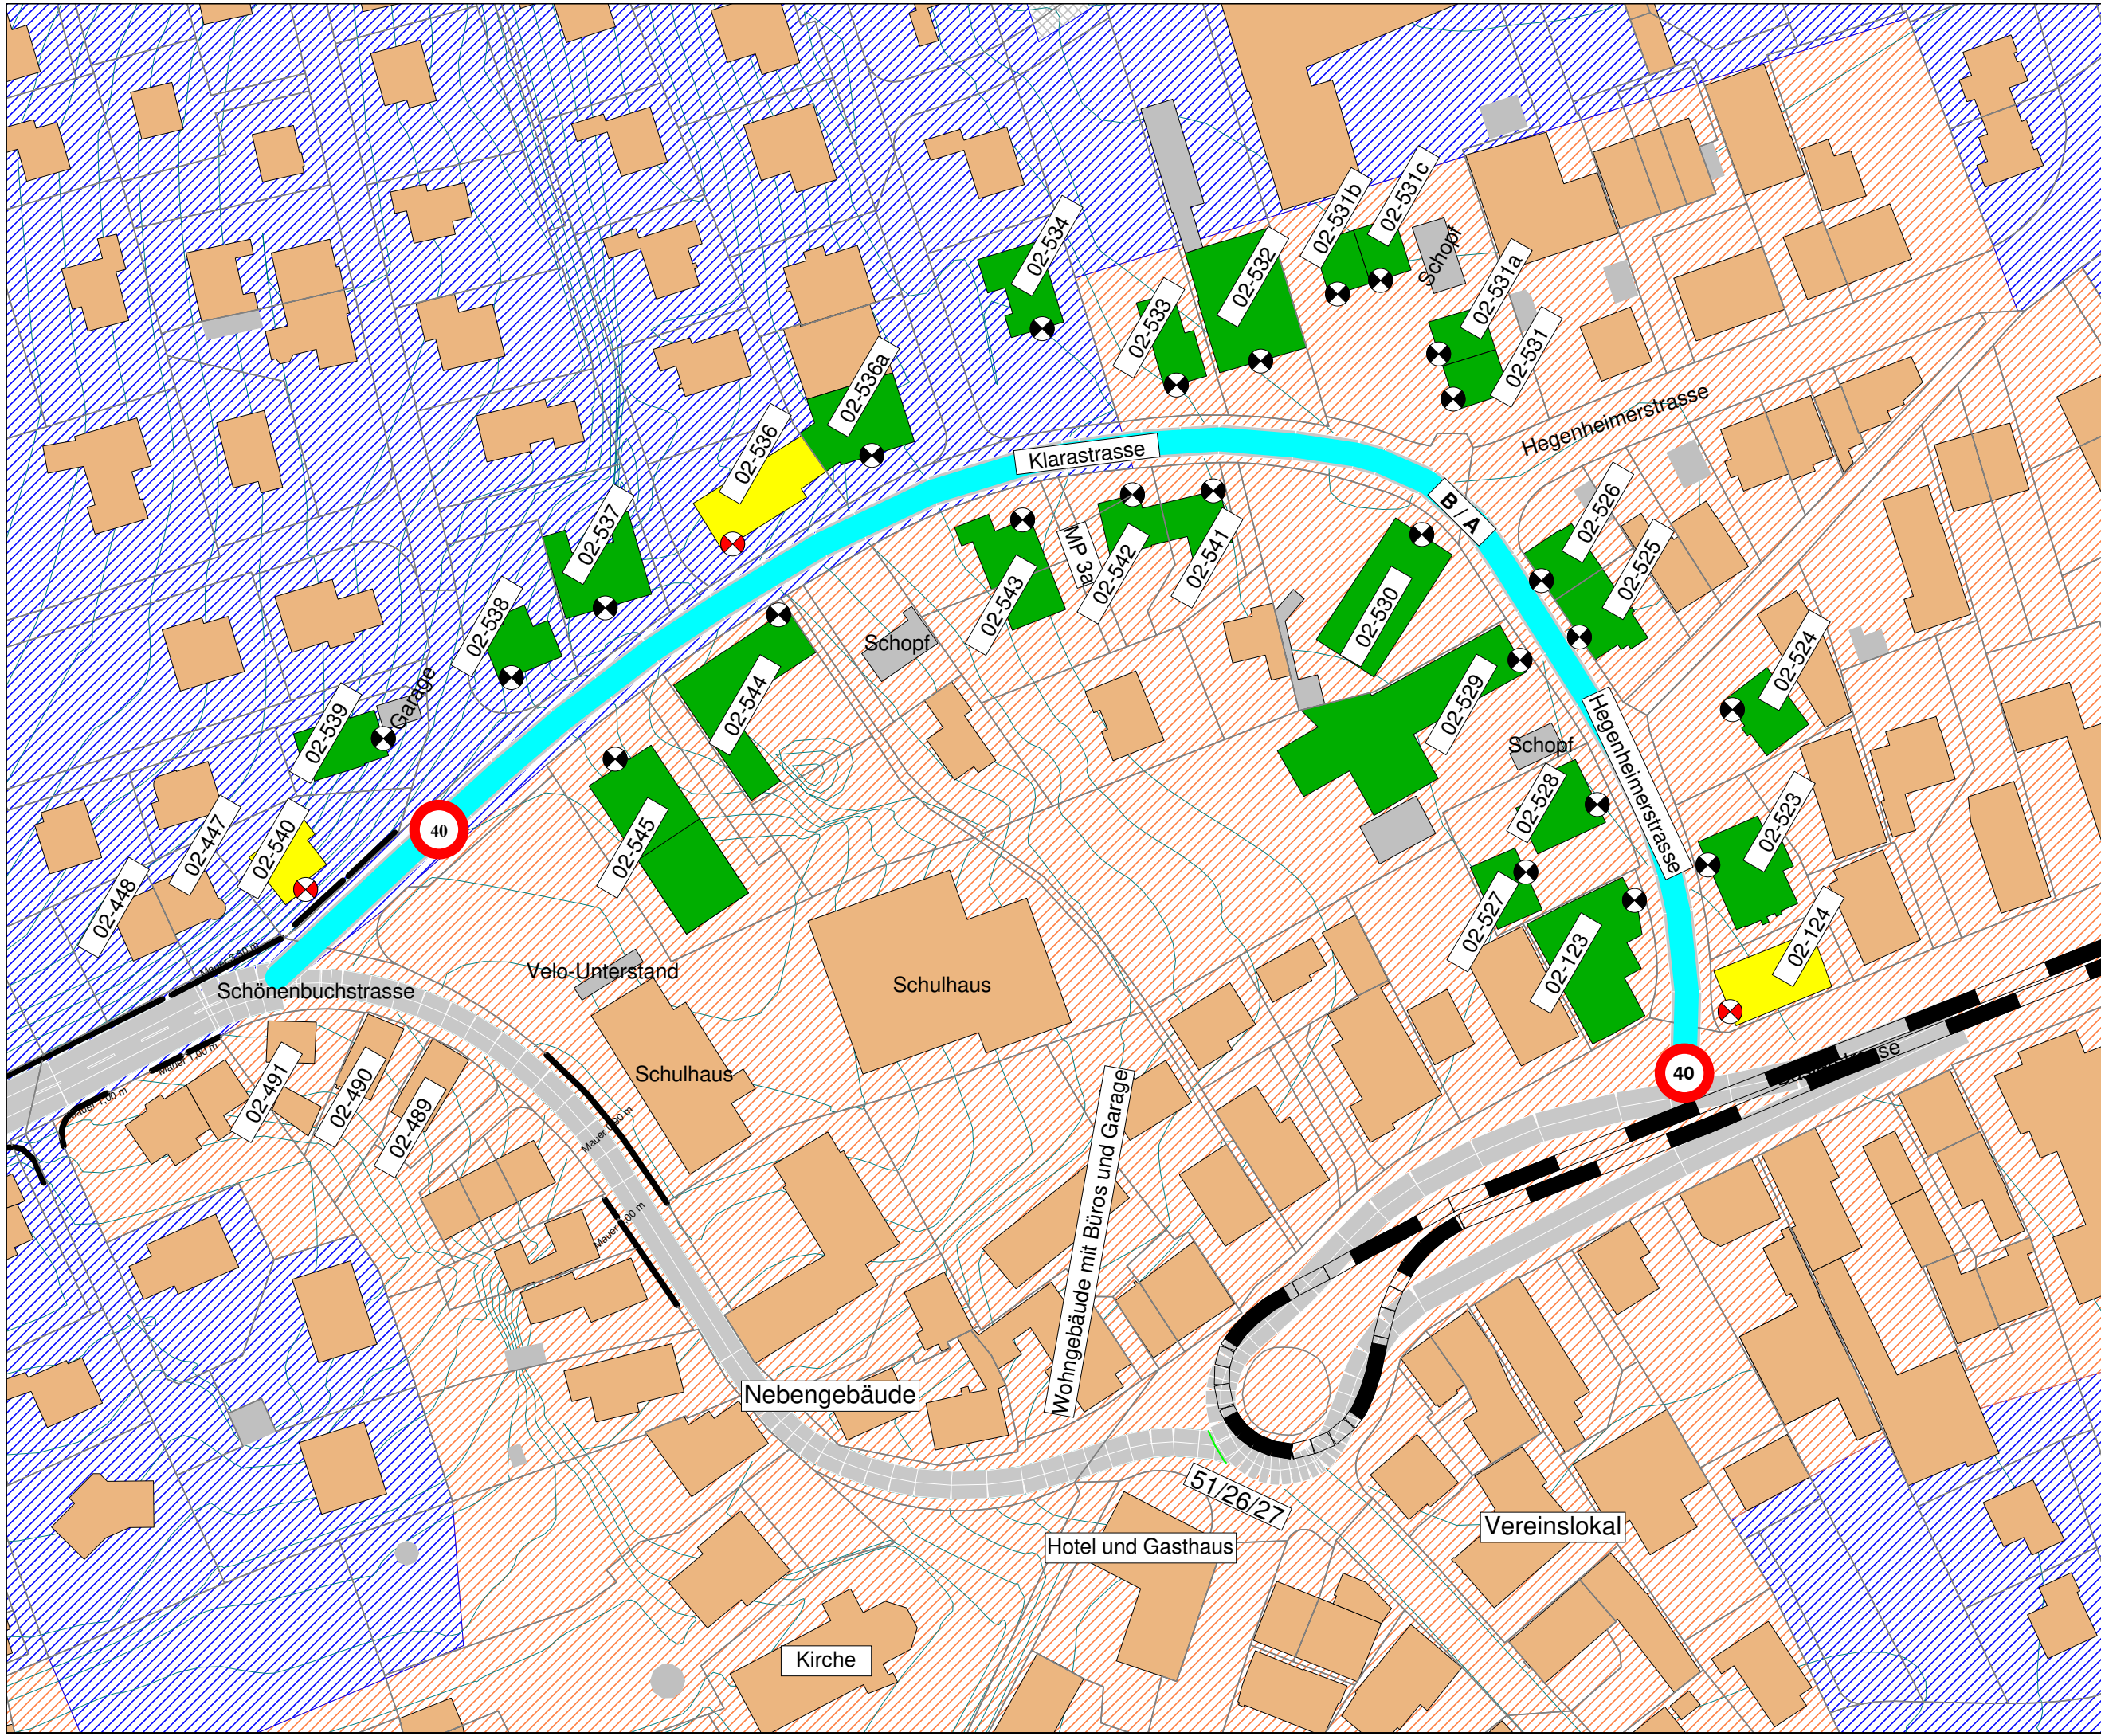 02-534
02-531b
02-531c
02-532
Schopf
02-533
02-531a
02-531
02-536a
02-536
Hegenheimerstrasse
Klarastrasse
B / A
02-537
02-526
02-525
MP 3a
02-542
02-541
02-543
02-530
02-538
Schopf
02-544
02-529
02-524
Garage
02-539
Schopf
Hegenheimerstrasse
02-528
02-523
40
02-545
02-540
02-447
02-448
02-527
02-123
02-124
Velo-Unterstand
Schulhaus
Schönenbuchstrasse
Mauer 1.00 m
40
Schulhaus
02-491
02-490
02-489
Wohngebäude mit Büros und Garage
Nebengebäude
51/26/27
Vereinslokal
Hotel und Gasthaus
Kirche